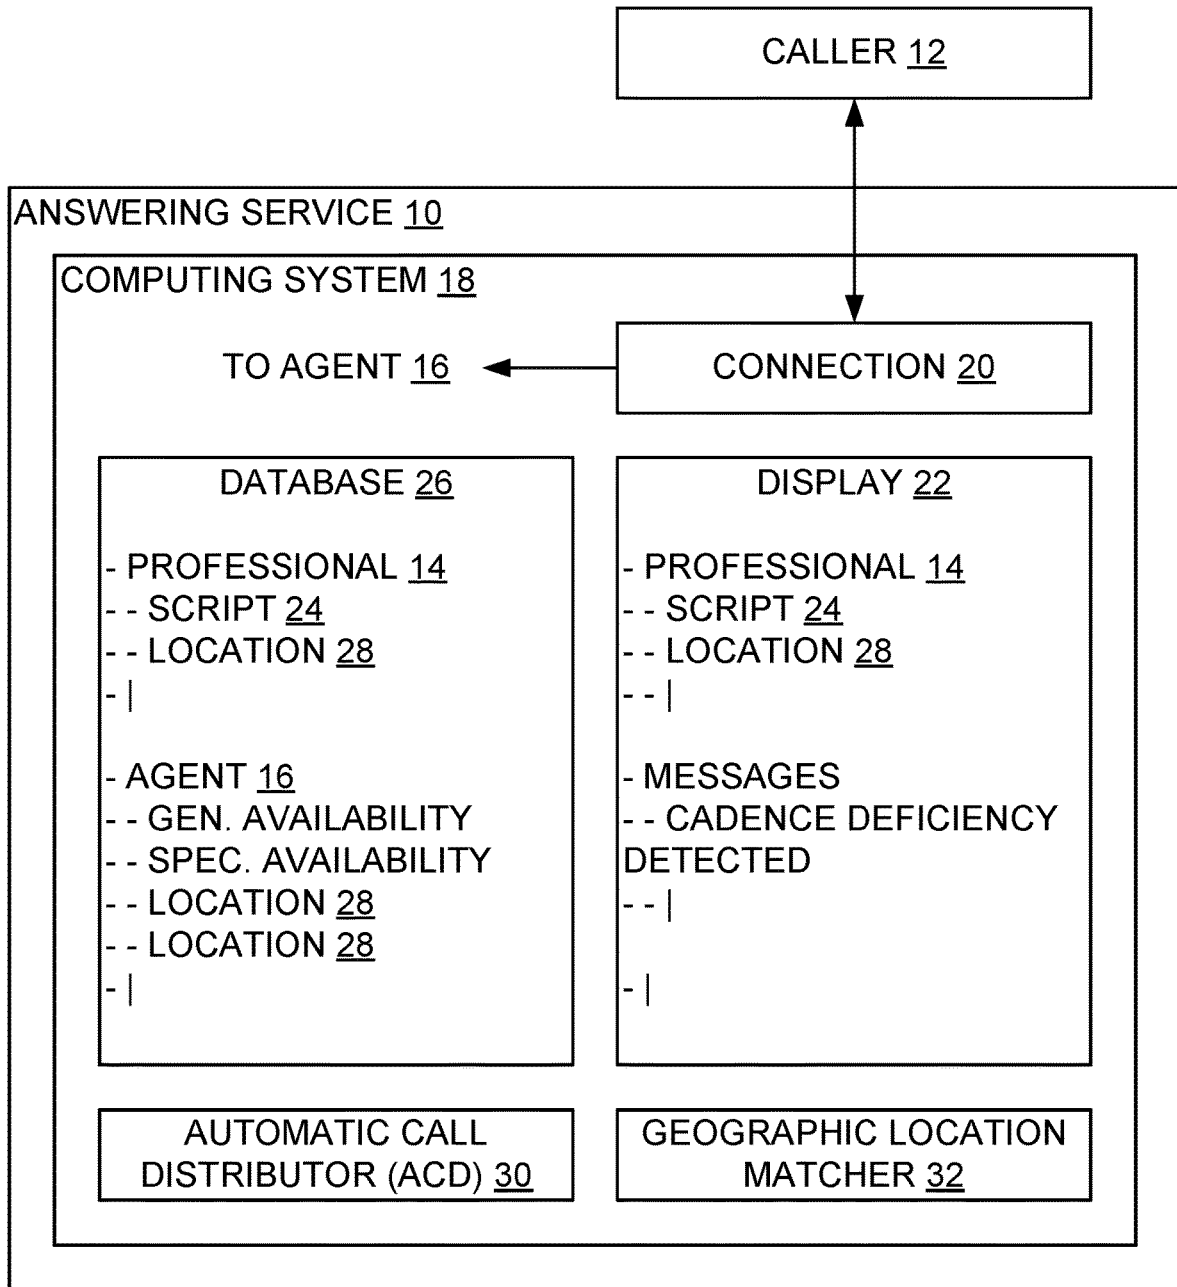 CALLER 12
ANSWERING SERVICE 10
COMPUTING SYSTEM 18
TO AGENT 16
CONNECTION 20
DATABASE 26
- PROFESSIONAL 14
- - SCRIPT 24
- - LOCATION 28
- |
- AGENT 16
- - GEN. AVAILABILITY
- - SPEC. AVAILABILITY
- - LOCATION 28
- - LOCATION 28
- |
DISPLAY 22
- PROFESSIONAL 14
- - SCRIPT 24
- - LOCATION 28
- - |
- MESSAGES
- - CADENCE DEFICIENCY
DETECTED
- - |
- |
AUTOMATIC CALL
DISTRIBUTOR (ACD) 30
GEOGRAPHIC LOCATION
MATCHER 32